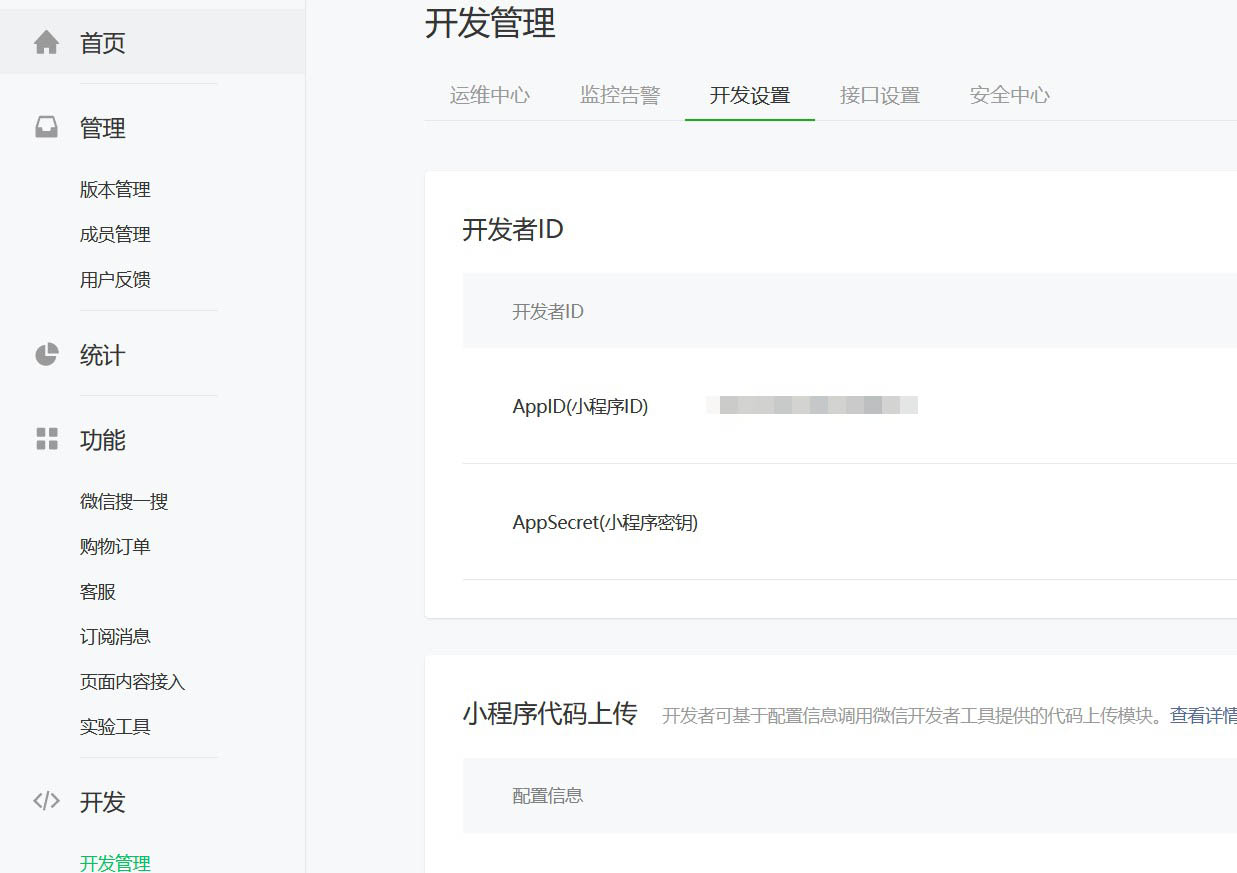 首页
管理
版本管理
成员管理
用户反馈
统计
功能
微信搜一搜
购物订单
客服
订阅消息
页面内容接入
实验工具
开发
开发管理
开发管理
运维中心 监控告警 开发设置 接口设置 安全中心
开发者ID
开发者ID
AppID(小程序ID)
AppSecret(小程序密钥)
小程序代码上传 开发者可基于配置信息调用微信开发者工具提供的代码上传模块。查看详情
配置信息